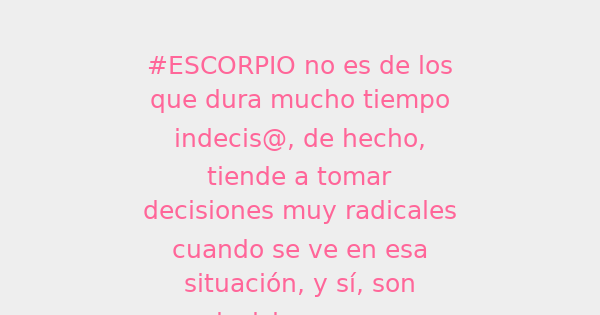 #ESCORPIO no es de los
que dura mucho tiempo
indecis@, de hecho,
tiende a tomar
decisiones muy radicales
cuando se ve en esa
situación, y sí, son